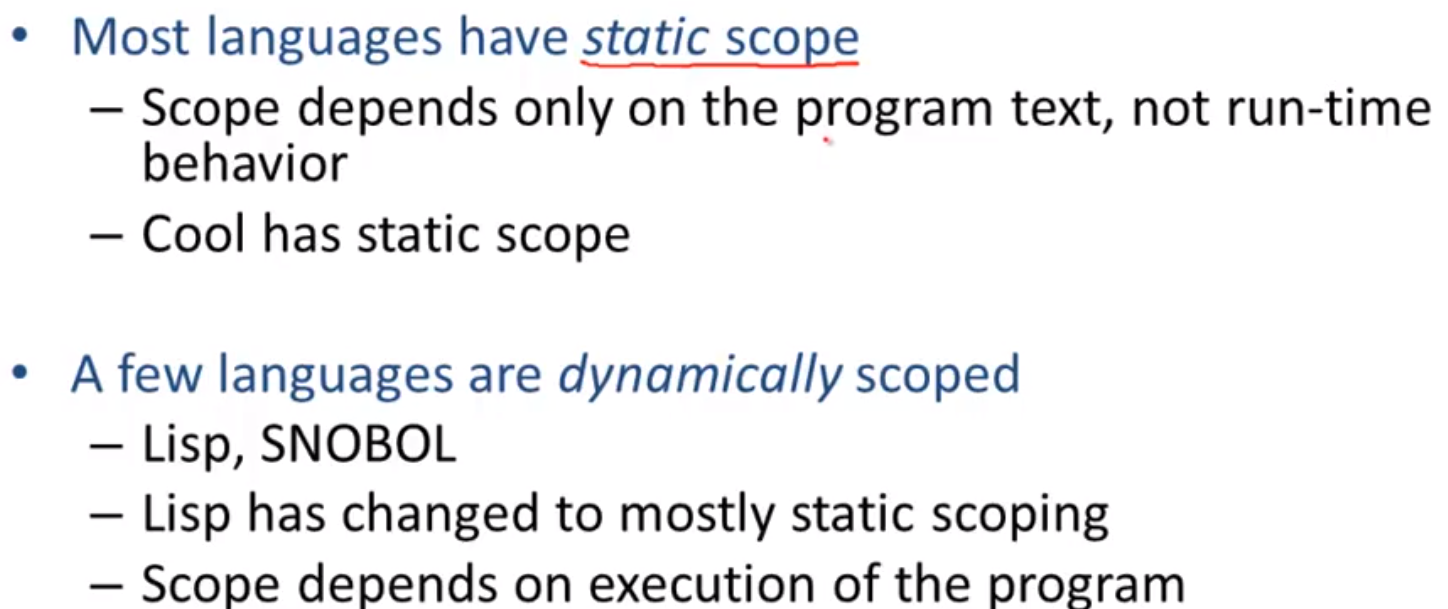 • Most languages have static scope
– Scope depends only on the program text, not run-time
behavior
– Cool has static scope
• A few languages are dynamically scoped
– Lisp, SNOBOL
– Lisp has changed to mostly static scoping
– Scope depends on execution of the program